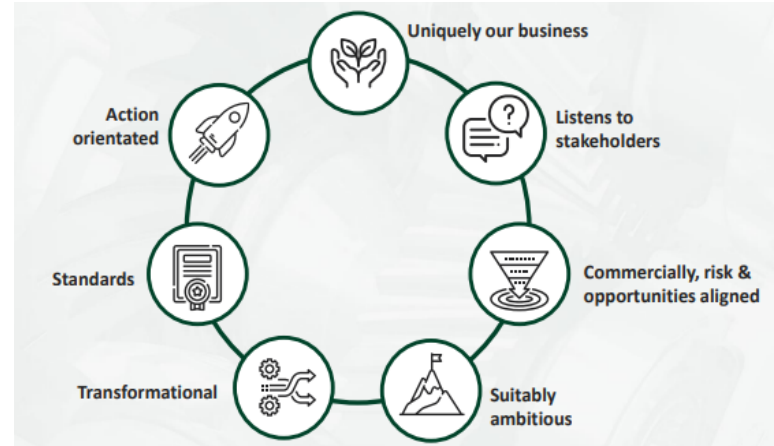 Uniquely our business
Listens to
stakeholders
Commercially, risk &
opportunities aligned
Suitably
ambitious
Transformational
Standards
Action
orientated
?